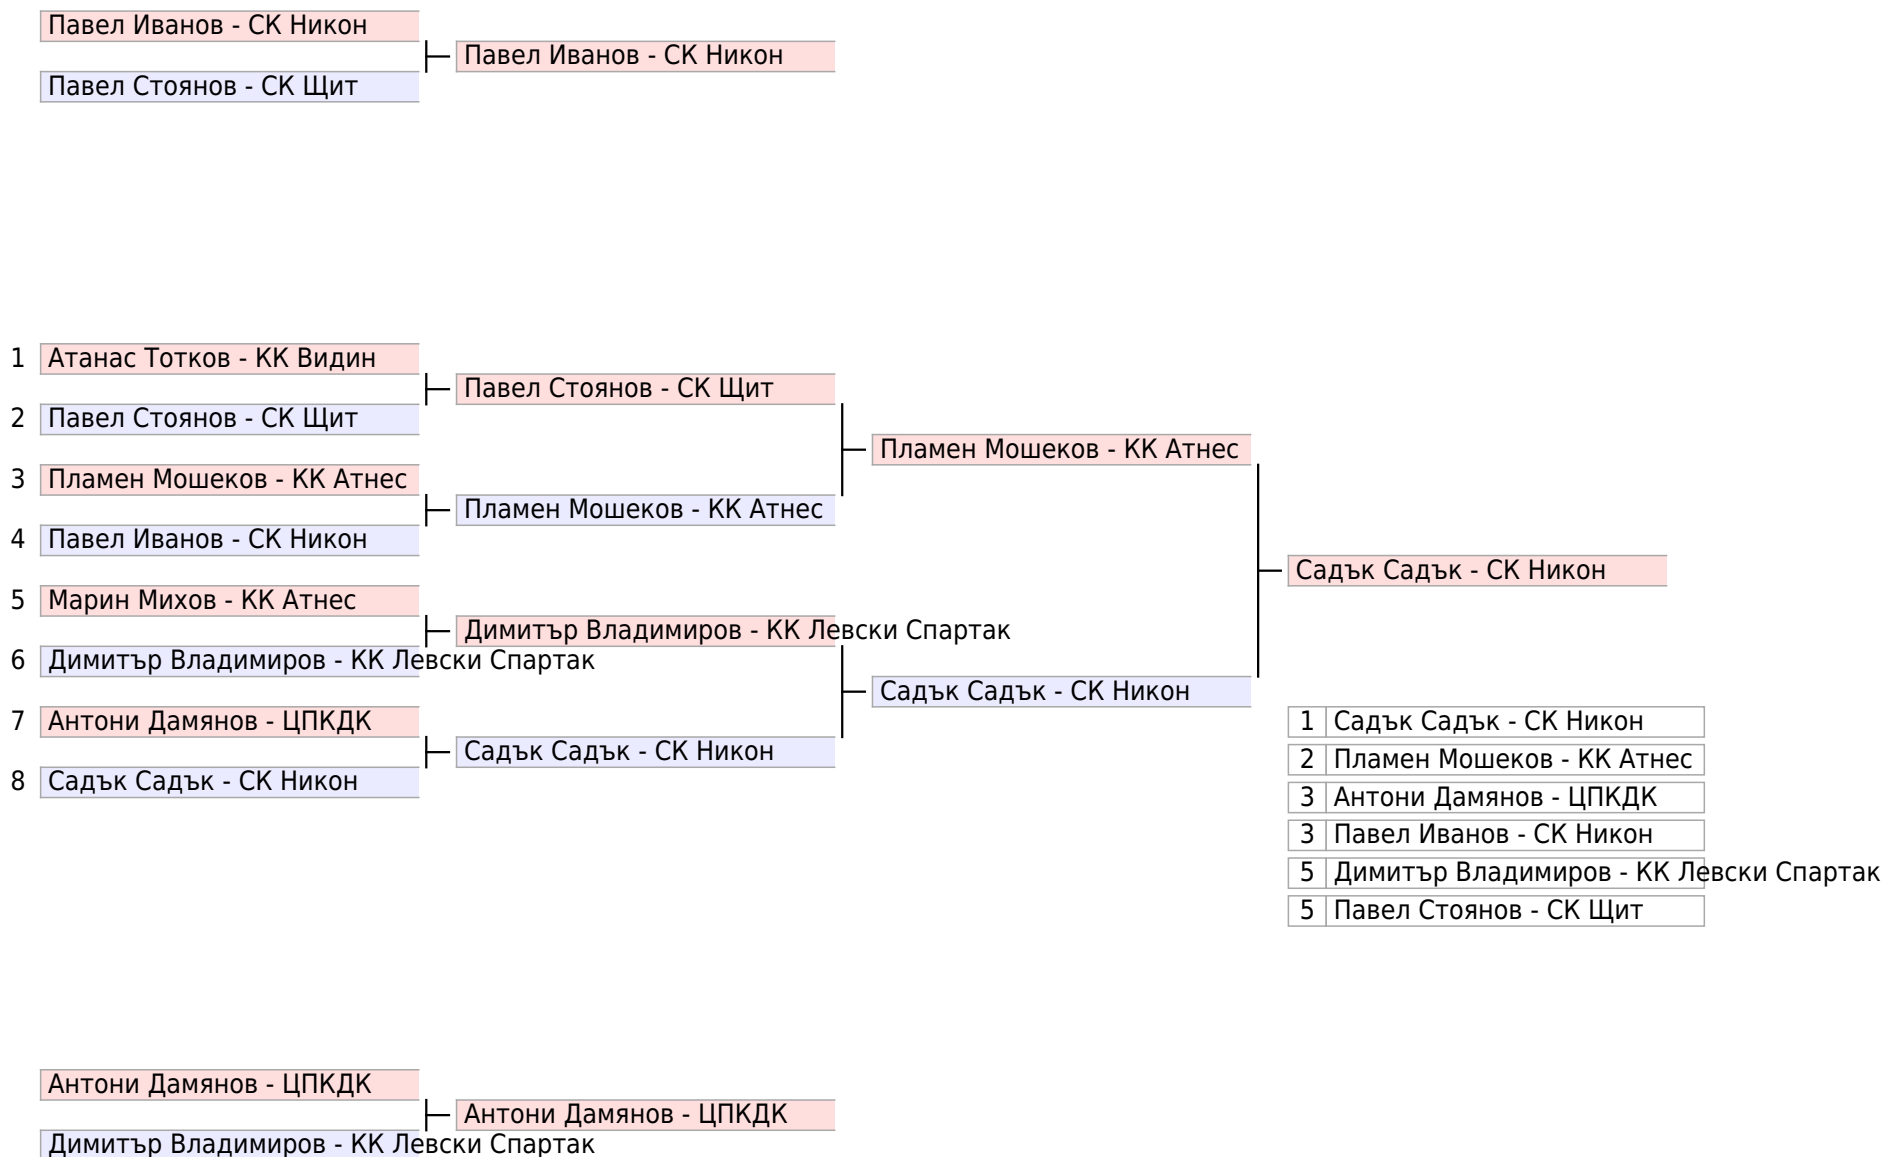 Павел Иванов - СК Никон
Павел Иванов - СК Никон
Павел Стоянов - СК Щит
1 Атанас Тотков - КК Видин
Павел Стоянов - СК Щит
2 Павел Стоянов - СК Щит
Пламен Мошеков - КК Атнес
3 Пламен Мошеков - КК Атнес
Пламен Мошеков - КК Атнес
4 Павел Иванов - СК Никон
Садък Садък - СК Никон
5 Марин Михов - КК Атнес
Димитър Владимиров - КК Левски Спартак
6 Димитър Владимиров - КК Левски Спартак
Садък Садък - СК Никон
7 Антони Дамянов - ЦПКДК
1 Садък Садък - СК Никон
Садък Садък - СК Никон
2 Пламен Мошеков - КК Атнес
8 Садък Садък - СК Никон
3 Антони Дамянов - ЦПКДК
3 Павел Иванов - СК Никон
5 Димитър Владимиров - КК Левски Спартак
5 Павел Стоянов - СК Щит
Антони Дамянов - ЦПКДК
Антони Дамянов - ЦПКДК
Димитър Владимиров - КК Левски Спартак